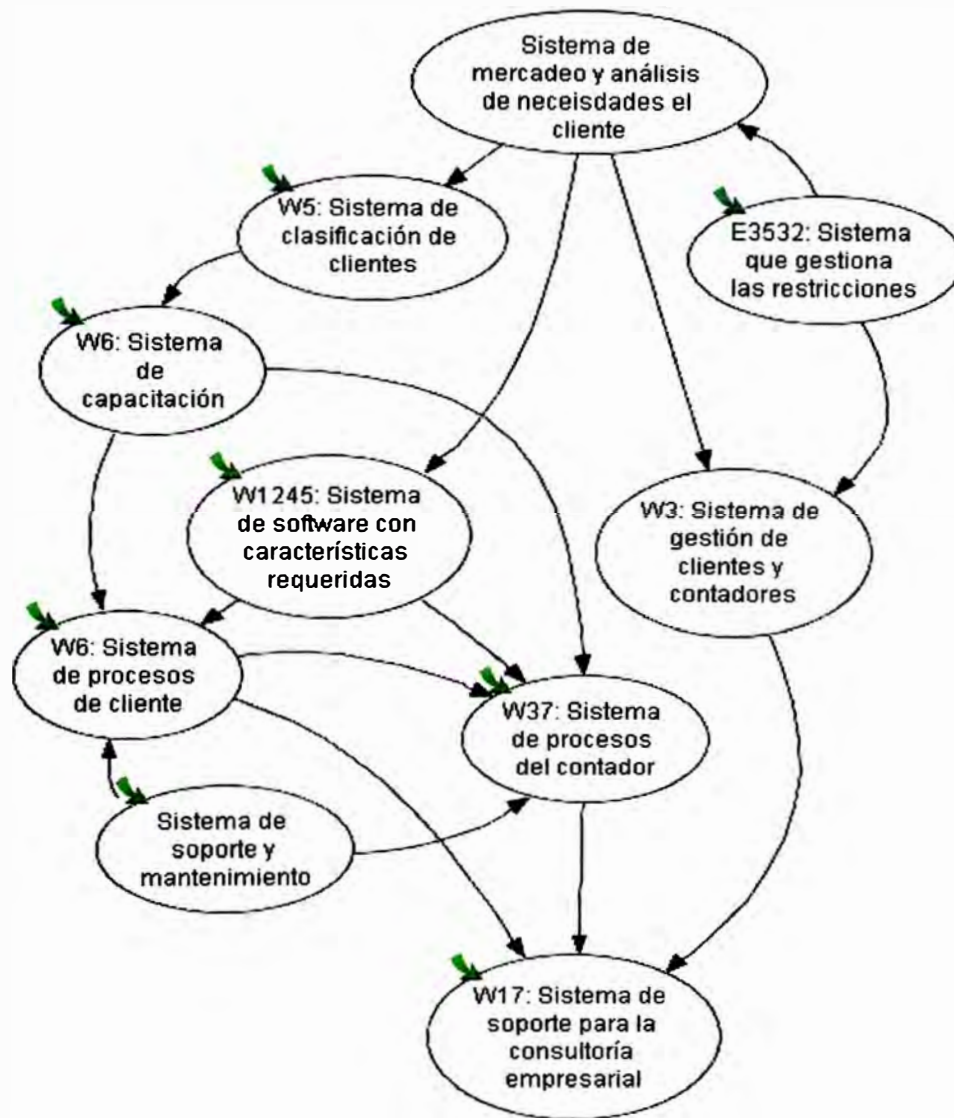 Sistema de
mercadeo y análisis
de neceisdades el
cliente
W5: Sistema de
clasificación de
clientes
E3532: Sistema
que gestiona
las restricciones
W6: Sistema
de
capacitación
W1245: Sistema
de software con
características
requeridas
W3: Sistema de
gestión de
clientes y
contadores
W6: Sistema
de procesos
de cliente
W37: Sistema
de procesos
del contador
Sistema de
soporte y
mantenimiento
W17: Sistema de
soporte para la
consultoría
empresarial